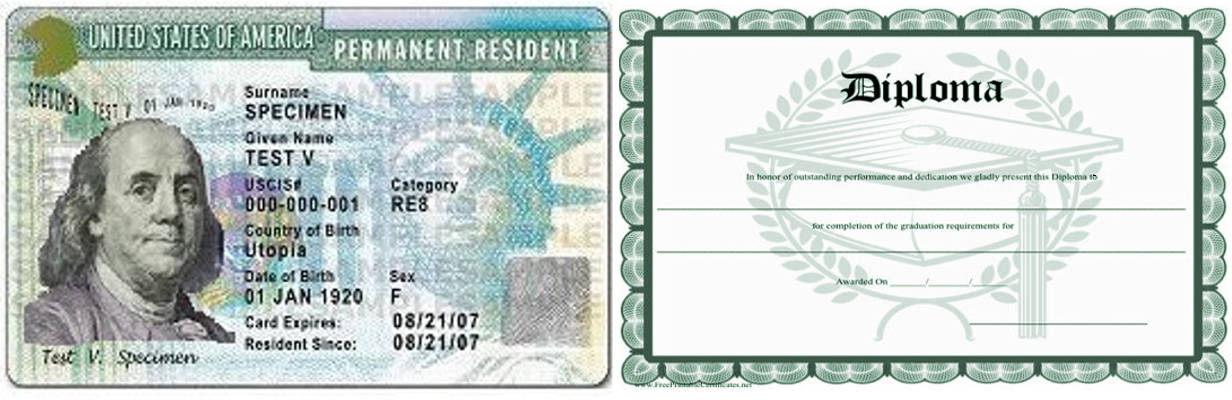 UNITED STATES OF AMERICA
PERMANENT RESIDENT
SPECIMEN TEST V 01 JAN 1920
Surname
SPECIMEN
Given Name
TEST V
USCIS# Category
000-000-001 RE8
Country of Birth
Utopia
Date of Birth Sex
01 JAN 1920 F
Card Expires: 08/21/07
Resident Since: 08/21/07
Test V. Specimen
Diploma
In honor of outstanding performance and dedication we gladly present this Diploma to
for completion of the graduation requirements for
Awarded On ______/______/______
www.FreePrintableCertificates.net